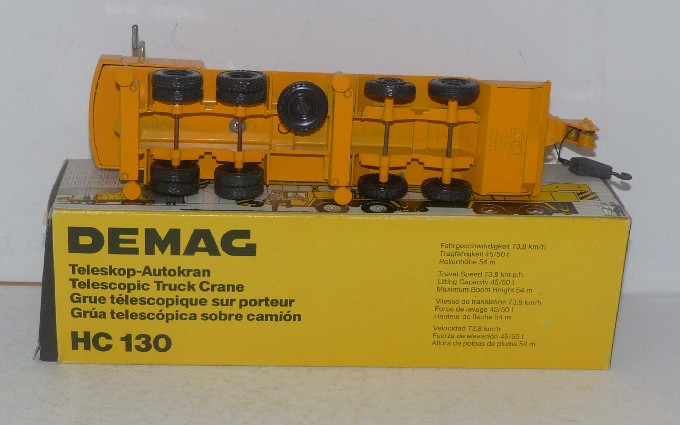 DEMAG
Teleskop-Autokran
Telescopic Truck Crane
Grue télescopique sur porteur
Grúa telescópica sobre camión
HC 130
Fahrgeschwindigkeit 73,8 km/h
Tragfähigkeit 45/50 t
Rollenhöhe 54 m
Travel Speed 73,8 km.p.h.
Lifting Capacity 45/50 t
Maximum Boom Height 54 m
Vitesse de translation 73,8 km/h
Force de levage 45/50 t
Hauteur de flèche 54 m
Velocidad 73,8 km/h
Fuerza de elevación 45/50 t
Altura de poleas de pluma 54 m